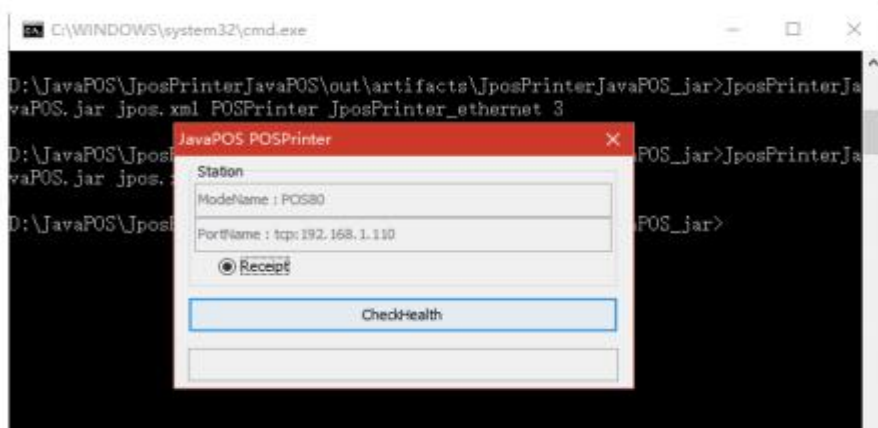 C:\WINDOWS\system32\cmd.exe
D:\JavaPOS\JposPrinterJavaPOS\out\artifacts\JposPrinterJavaPOS_jar>JposPrinterJa
vaPOS.jar jpos.xml POSPrinter JposPrinter_ethernet 3
JavaPOS POSPrinter
D:\JavaPOS\Jpos POS_jar>JposPrinterJa
vaPOS.jar jpos.
Station
ModeName : POS80
D:\JavaPOS\Jpos POS_jar>
PortName : tcp:192.168.1.110
Receipt
CheckHealth